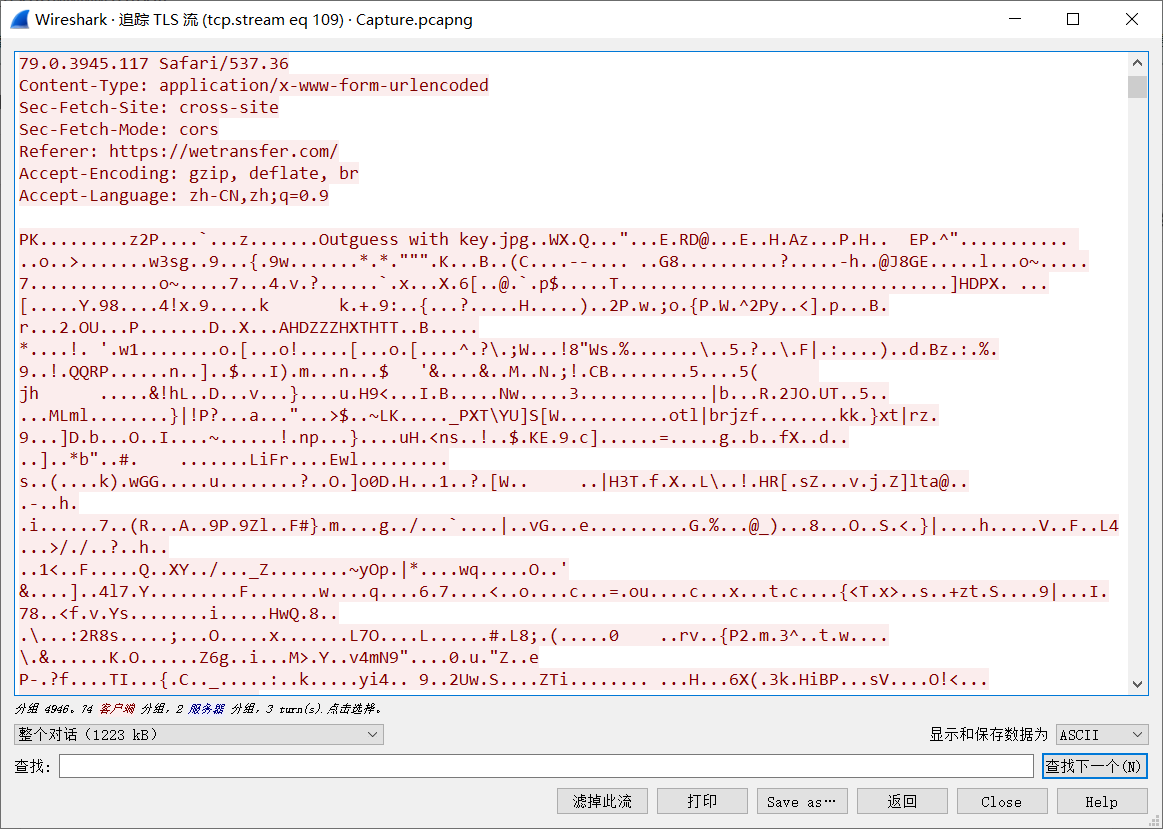 Wireshark · 追踪 TLS 流 (tcp.stream eq 109) · Capture.pcapng
79.0.3945.117 Safari/537.36
Content-Type: application/x-www-form-urlencoded
Sec-Fetch-Site: cross-site
Sec-Fetch-Mode: cors
Referer: https://wetransfer.com/
Accept-Encoding: gzip, deflate, br
Accept-Language: zh-CN,zh;q=0.9
PK.........z2P....`...z.......Outguess with key.jpg..WX.Q..."...E.RD@...E..H.Az...P.H..   EP.^"...........
..o..>.......w3sg..9...{.9w.......*.*.""".K...B..(C....--.... ..G8..........?.....-h..@J8GE.....l...o~.....
7.............o~.....7...4.v.?......`.x...X.6[..@.`.p$.....T.................................]HDPX. ...
[.....Y.98....4!x.9.....k       k.+.9:..{...?.....H.....)..2P.w.;o.{P.W.^2Py..<].p...B.
r...2.OU...P.......D..X...AHDZZZHXTHTT..B.....
*....!. '.w1........o.[...o!.....[...o.[....^.?\.;W...!8"Ws.%.......\..5.?..\.F|.:....)..d.Bz.:.%.
9..!.QQRP......n..]..$...I).m...n...$   '&....&..M..N.;!.CB........5....5(
jh      .....&!hL..D...v...}....u.H9<...I.B.....Nw.....3.............|b...R.2JO.UT..5..
...MLml........}|!P?...a..."...>$..~LK....._PXT\YU]S[W...........otl|brjzf........kk.}xt|rz.
9...]D.b...O..I....~......!.np...}....uH.<ns..!..$.KE.9.c]......=.....g..b..fX..d..
..]..*b"..#.    .......LiFr....Ewl.........
s..(....k).wGG.....u........?..O.]o0D.H...1..?.[W..     ..|H3T.f.X..L\..!.HR[.sZ...v.j.Z]lta@..
.-..h.
.i......7..(R...A..9P.9Zl..F#}.m....g../...`....|..vG...e..........G.%...@_)...8...O..S.<.}|....h.....V..F..L4
...>/./..?..h..
..1<..F.....Q..XY../..._Z........~yOp.|*....wq.....O..'
&....]..4l7.Y.........F.......w....q....6.7....<..o....c...=.ou....c...x...t.c....{<T.x>..s..+zt.S....9|...I.
78..<f.v.Ys........i.....HwQ.8..
.\...:2R8s.....;...O.....x.......L7O....L......#.L8;.(.....0    ..rv..{P2.m.3^..t.w....
\.&......K.O......Z6g..i...M>.Y..v4mN9"....0.u."Z..e
P-.?f....TI...{.C.._.....:..k.....yi4.. 9..2Uw.S....ZTi........ ...H...6X(.3k.HiBP...sV....O!<...
分组 4946。74 客户端 分组，2 服务器 分组，3 turn(s).点击选择。
整个对话（1223 kB）
显示和保存数据为 ASCII
查找：
查找下一个(N)
滤掉此流 打印 Save as… 返回 Close Help